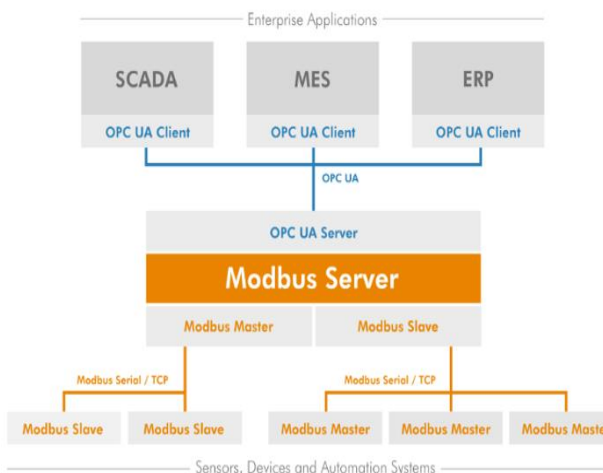 Enterprise Applications
SCADA MES ERP
OPC UA Client OPC UA Client OPC UA Client
OPC UA
OPC UA Server
Modbus Server
Modbus Master Modbus Slave
Modbus Serial / TCP Modbus Serial / TCP
Modbus Slave Modbus Slave Modbus Master Modbus Master Modbus Maste
Sensors, Devices and Automation Systems